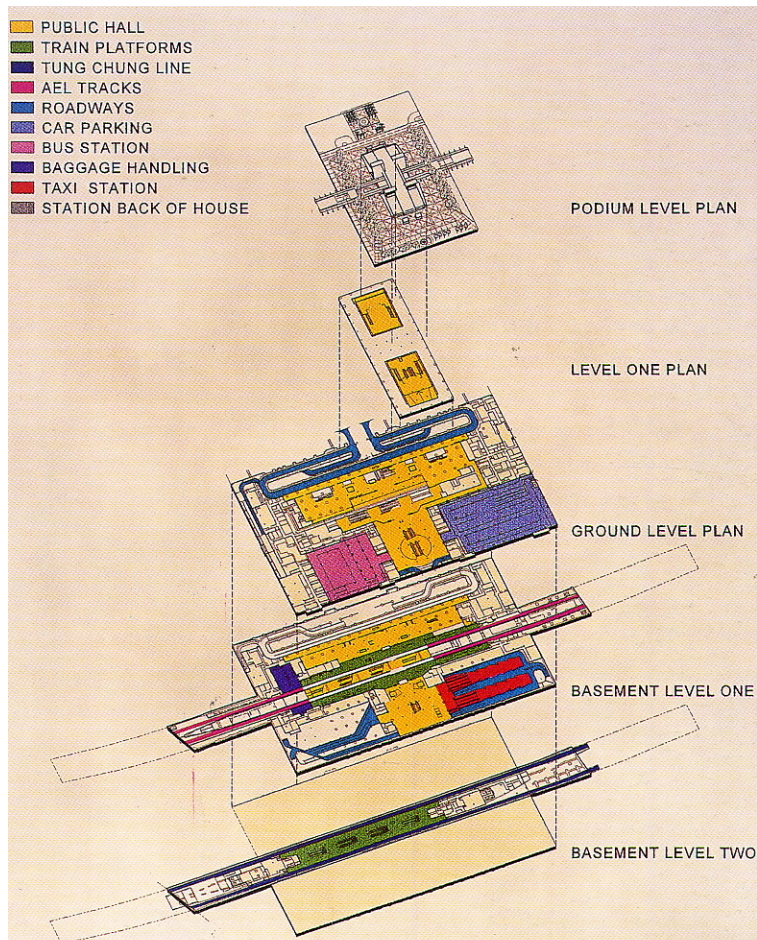 PUBLIC HALL
TRAIN PLATFORMS
TUNG CHUNG LINE
AEL TRACKS
ROADWAYS
CAR PARKING
BUS STATION
BAGGAGE HANDLING
TAXI STATION
STATION BACK OF HOUSE
PODIUM LEVEL PLAN
LEVEL ONE PLAN
GROUND LEVEL PLAN
BASEMENT LEVEL ONE
BASEMENT LEVEL TWO